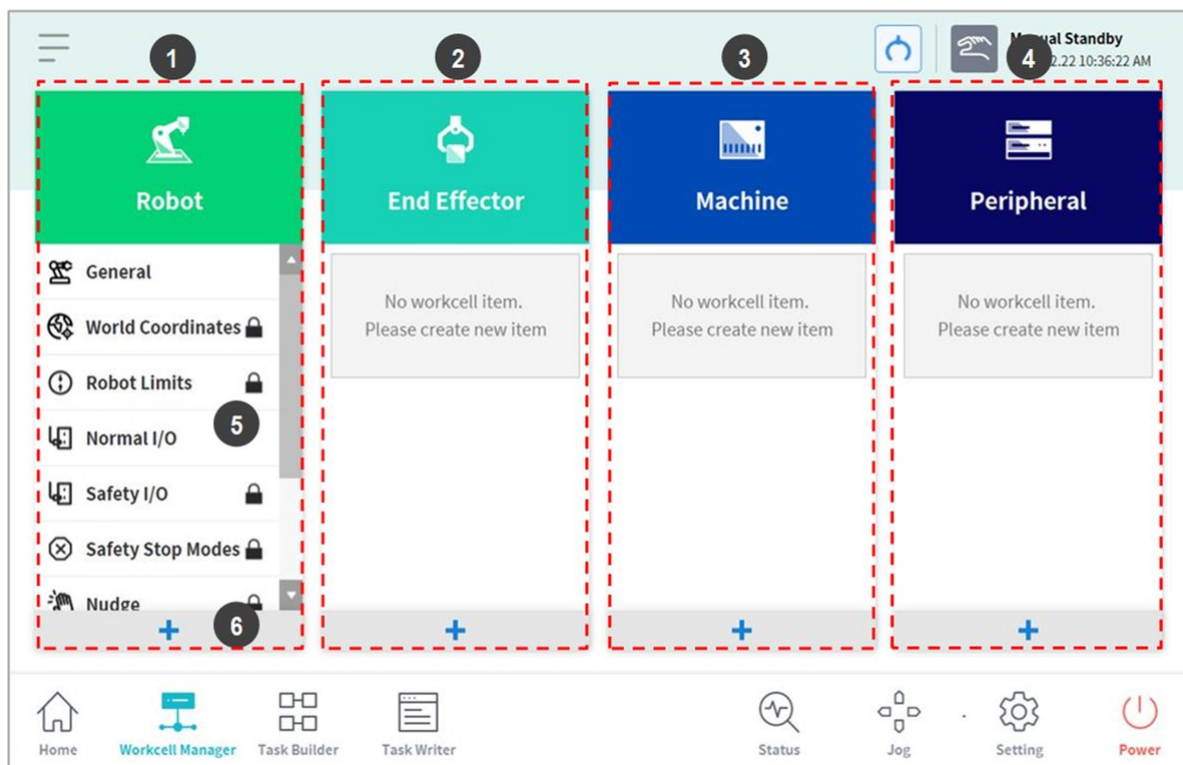 1
2
3
4
Standby
2.22 10:36:22 AM
Robot
End Effector
Machine
Peripheral
General
World Coordinates
Robot Limits
Normal I/O
Safety I/O
Safety Stop Modes
Nudge
5
6
No workcell item.
Please create new item
No workcell item.
Please create new item
No workcell item.
Please create new item
+
+
+
+
Home
Workcell Manager
Task Builder
Task Writer
Status
Jog
Setting
Power